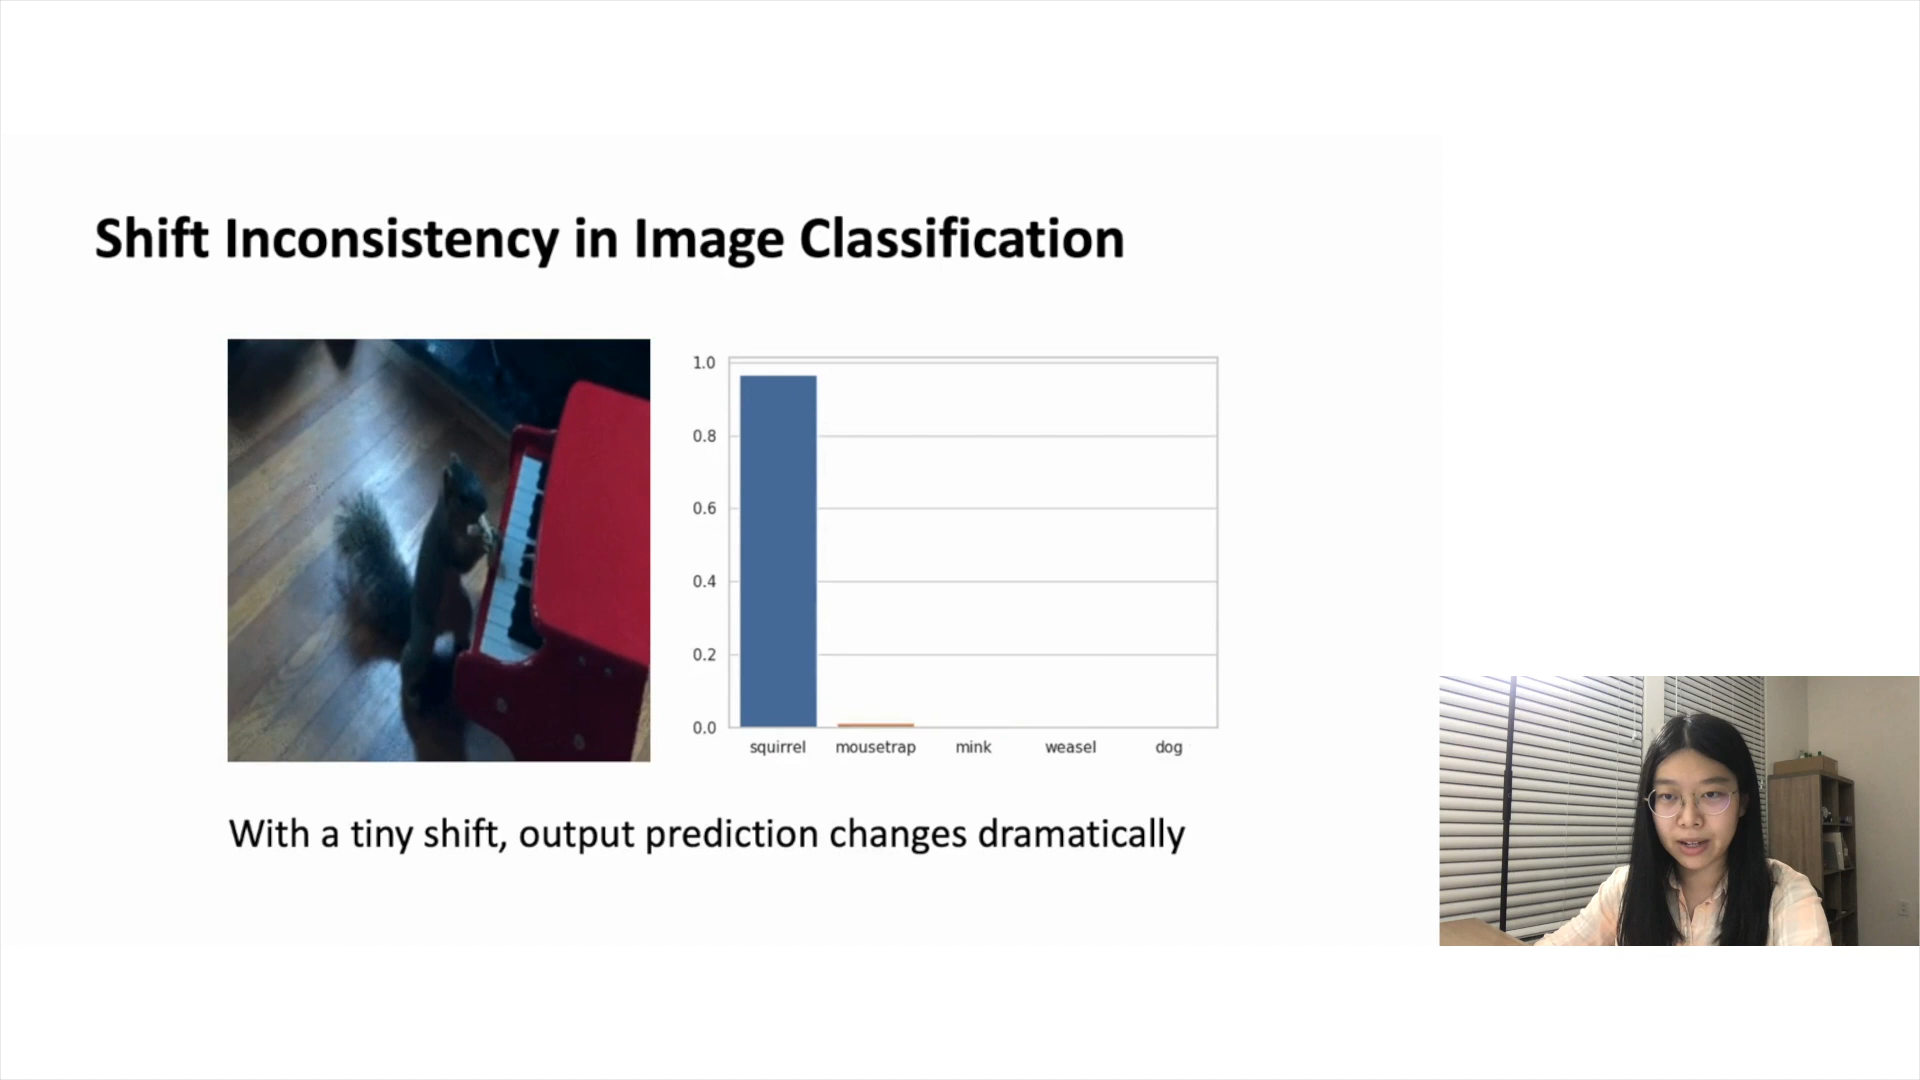 Shift Inconsistency in Image Classification
1.0
0.8
0.6
0.4
0.2
0.0
squirrel mousetrap mink weasel dog
With a tiny shift, output prediction changes dramatically